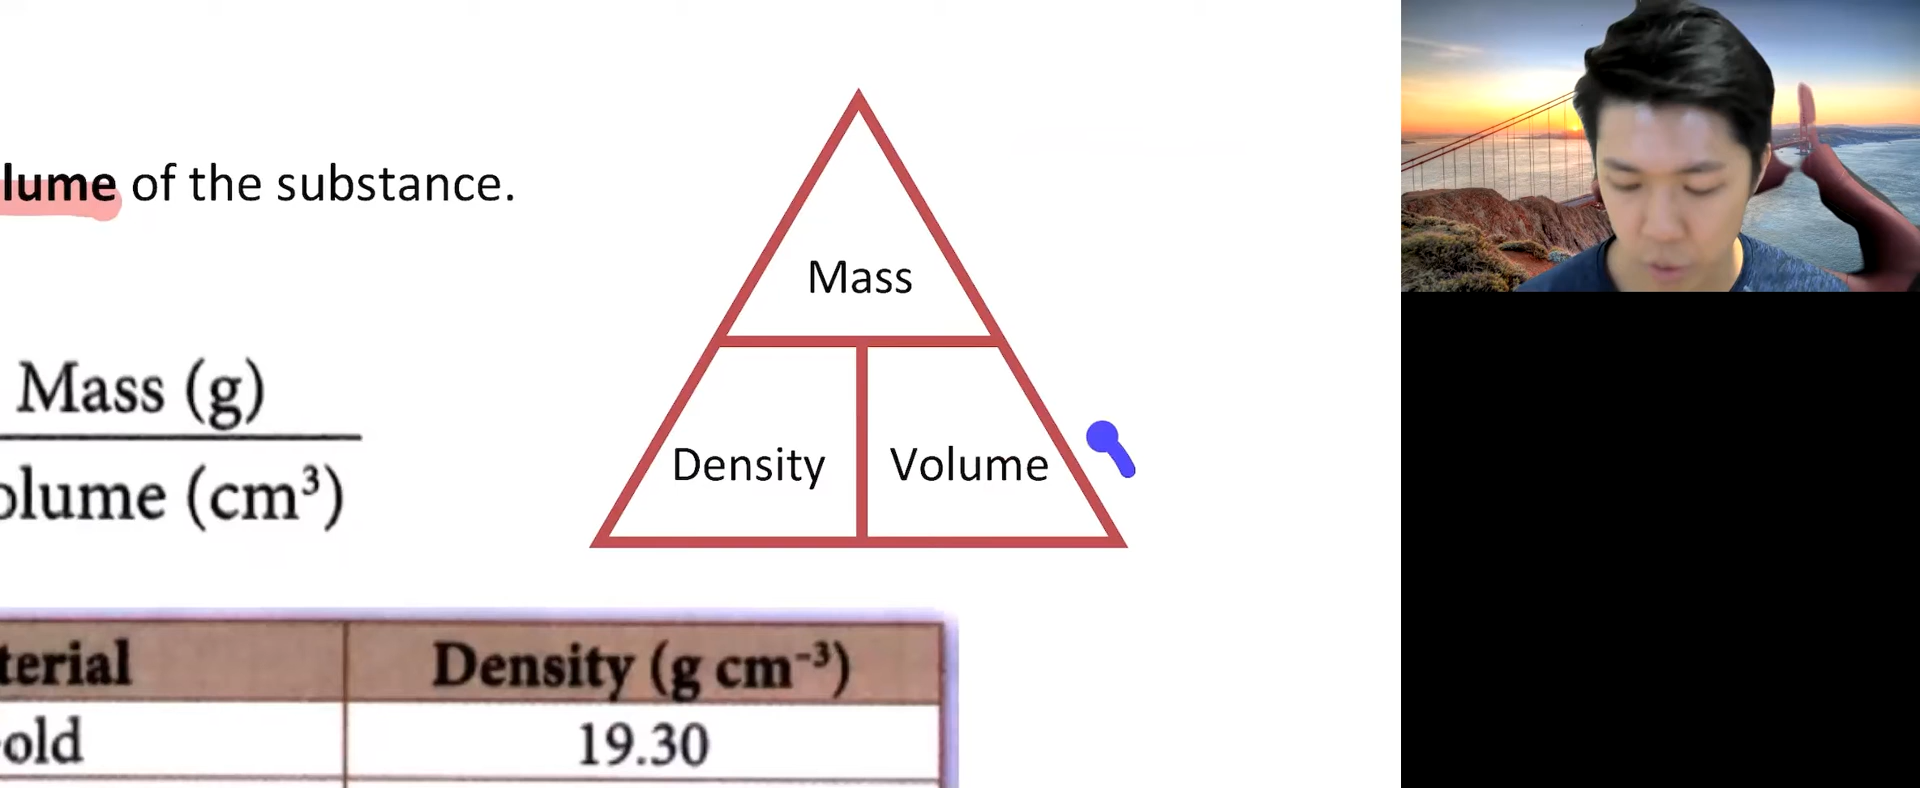 lume of the substance.
Mass
Mass (g)
olume (cm³)
Density Volume
terial Density (g cm⁻³)
old 19.30